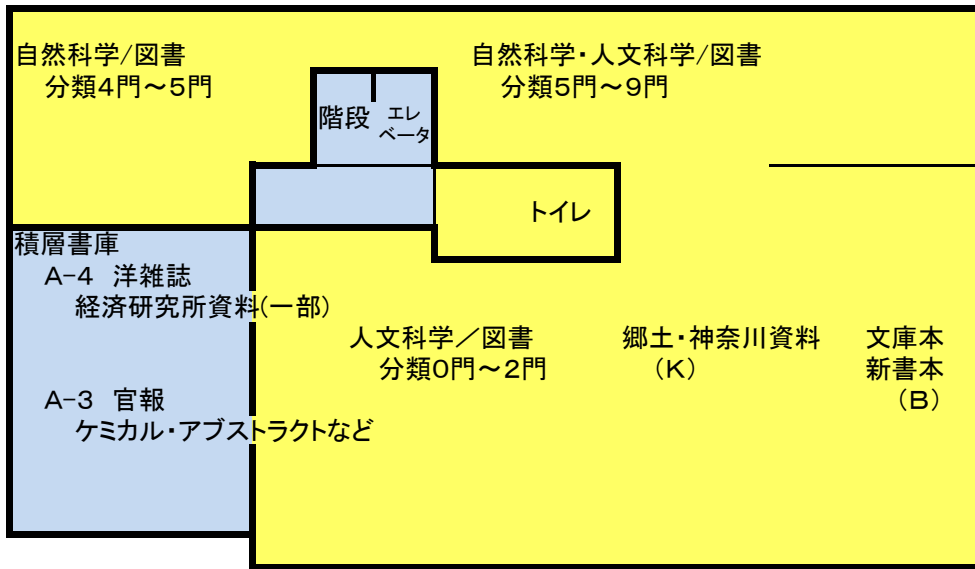 自然科学/図書
分類4門～5門
自然科学・人文科学/図書
分類5門～9門
階段
エレ
ベータ
トイレ
積層書庫
A-4 洋雑誌
経済研究所資料(一部)
A-3 官報
ケミカル・アブストラクトなど
人文科学／図書
分類0門～2門
郷土・神奈川資料
（K）
文庫本
新書本
（B）